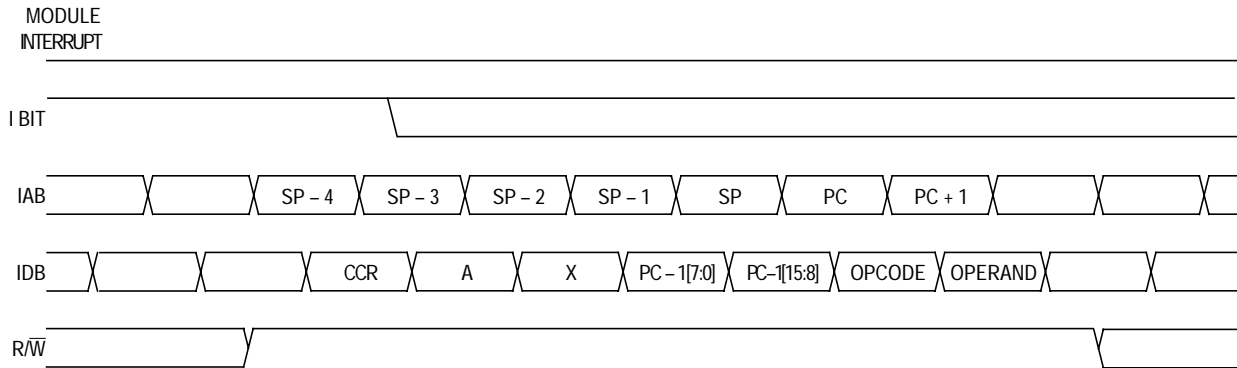 MODULE
INTERRUPT
I BIT
IAB SP – 4 SP – 3 SP – 2 SP – 1 SP PC PC + 1
IDB CCR A X PC – 1[7:0] PC–1[15:8] OPCODE OPERAND
R/W̅